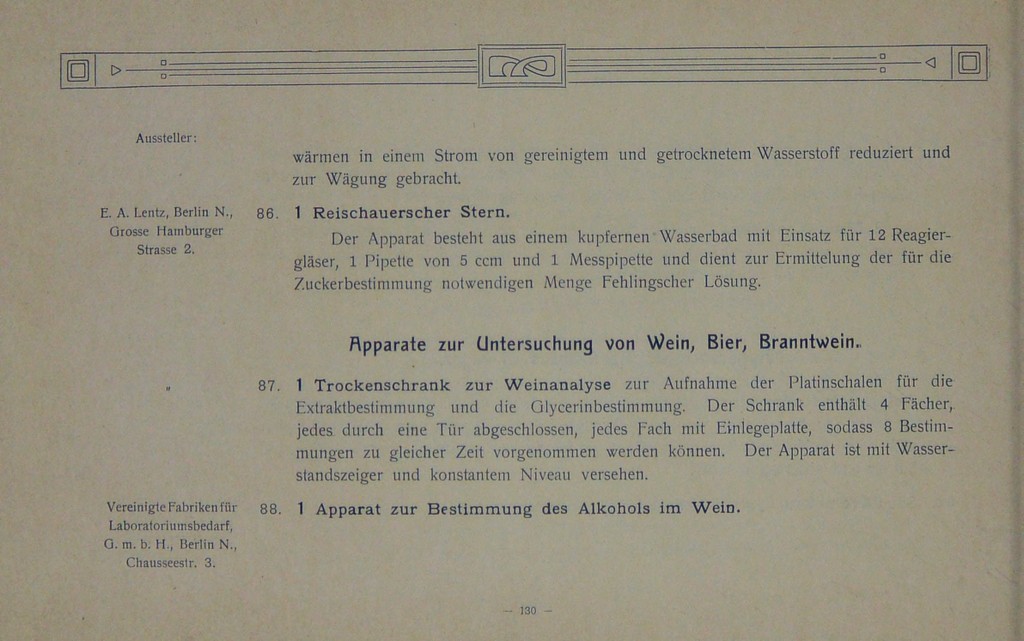 Aussteller:
wärmen in einem Strom von gereinigtem und getrocknetem Wasserstoff reduziert und
zur Wägung gebracht.
E. A. Lentz, Berlin N.,
Grosse Hamburger
Strasse 2.
86. 1 Reischauerscher Stern.
Der Apparat besteht aus einem kupfernen Wasserbad mit Einsatz für 12 Reagier-
gläser, 1 Pipette von 5 ccm und 1 Messpipette und dient zur Ermittelung der für die
Zuckerbestimmung notwendigen Menge Fehlingscher Lösung.
Apparate zur Untersuchung von Wein, Bier, Branntwein.
„
87. 1 Trockenschrank zur Weinanalyse zur Aufnahme der Platinschalen für die
Extraktbestimmung und die Glycerinbestimmung. Der Schrank enthält 4 Fächer,
jedes durch eine Tür abgeschlossen, jedes Fach mit Einlegeplatte, sodass 8 Bestim-
mungen zu gleicher Zeit vorgenommen werden können. Der Apparat ist mit Wasser-
standszeiger und konstantem Niveau versehen.
Vereinigte Fabriken für
Laboratoriumsbedarf,
G. m. b. H., Berlin N.,
Chausseestr. 3.
88. 1 Apparat zur Bestimmung des Alkohols im Wein.
— 130 —